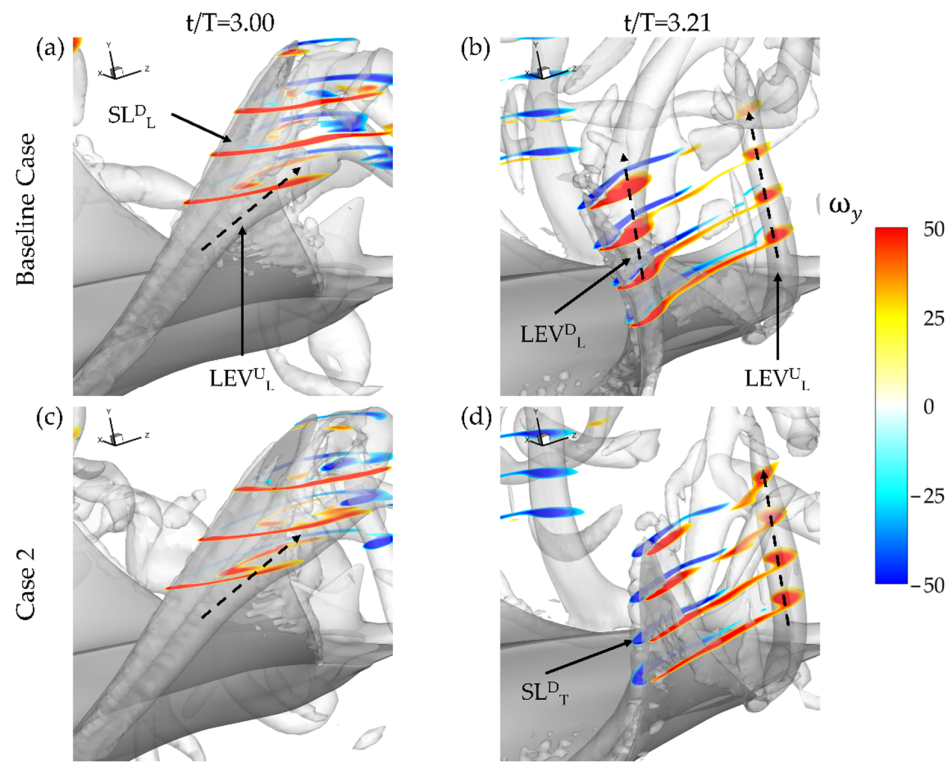 t/T=3.00
t/T=3.21
(a)
Y
X
Z
SL^D_L
LEV^U_L
(b)
Y
X
Z
LEV^D_L
LEV^U_L
Baseline Case
(c)
Y
X
Z
(d)
Y
X
Z
SL^D_T
Case 2
ω_y
50
25
0
−25
−50